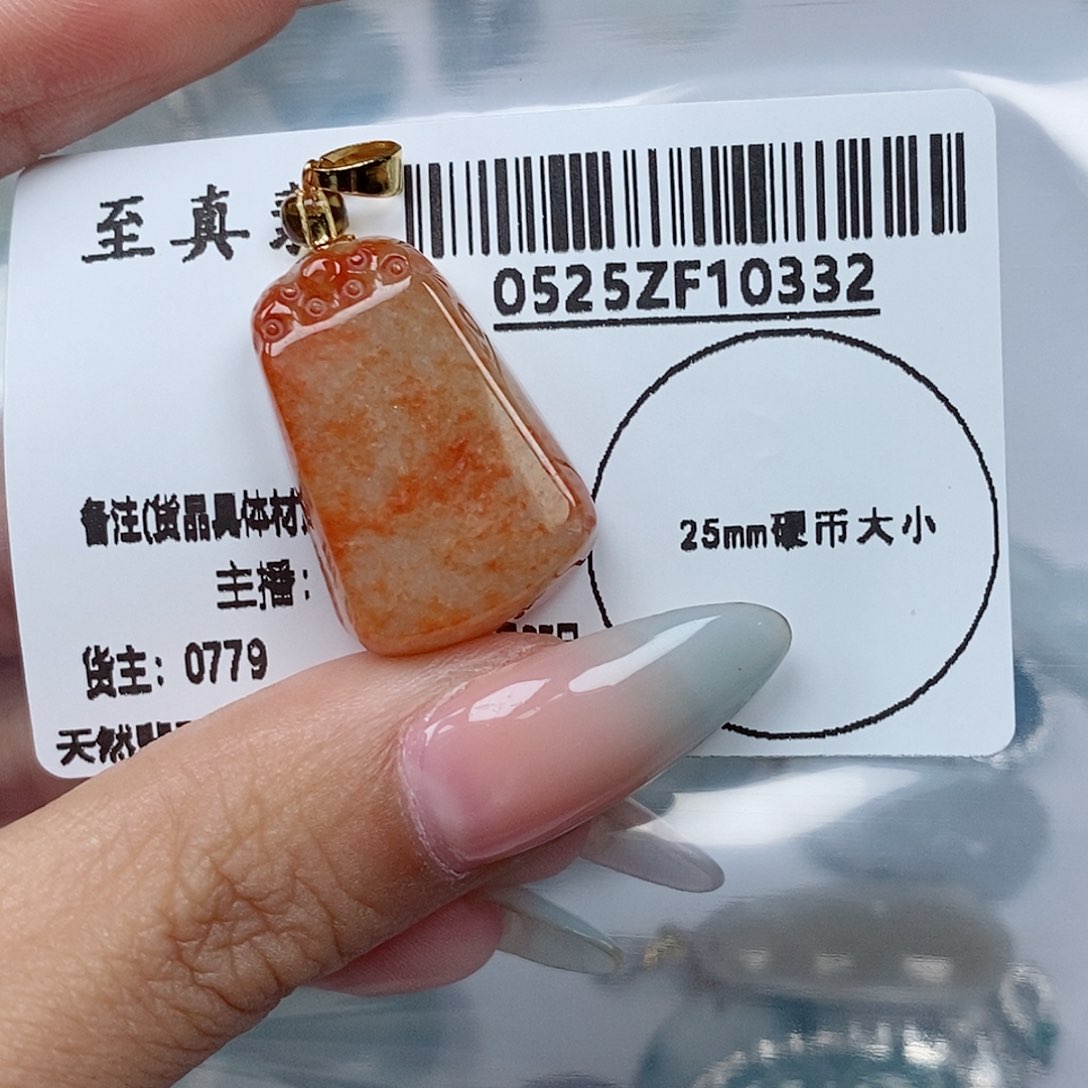 至真
0525ZF10332
25mm硬币大小
备注(货品具体材
主播:
货主: 0779
天然